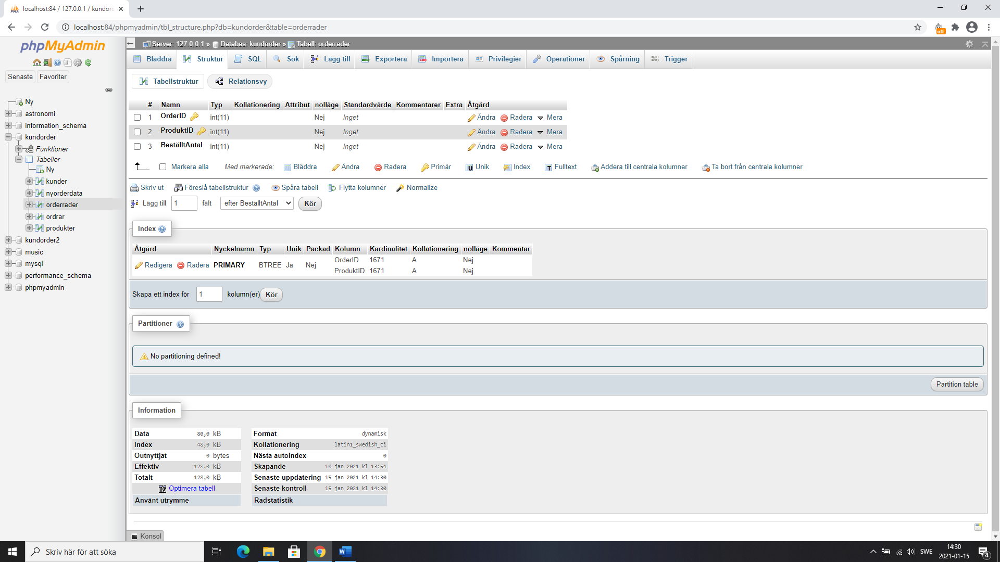 localhost:84 / 127.0.0.1 / kundor
localhost:84/phpmyadmin/tbl_structure.php?db=kundorder&table=orderrader
off
phpMyAdmin
Senaste Favoriter
Ny
astronomi
information_schema
kundorder
Funktioner
Tabeller
Ny
kunder
nyorderdata
orderrader
ordrar
produkter
kundorder2
music
mysql
performance_schema
phpmyadmin
Server: 127.0.0.1 » Databas: kundorder » Tabell: orderrader
Bläddra Struktur SQL Sök Lägg till Exportera Importera Privilegier Operationer Spårning Trigger
Tabellstruktur Relationsvy
# Namn Typ Kollationering Attribut nolläge Standardvärde Kommentarer Extra Åtgärd
1 OrderID int(11) Nej Inget Ändra Radera Mera
2 ProduktID int(11) Nej Inget Ändra Radera Mera
3 BeställtAntal int(11) Nej Inget Ändra Radera Mera
Markera alla Med markerade: Bläddra Ändra Radera Primär Unik Index Fulltext Addera till centrala kolumner Ta bort från centrala kolumner
Skriv ut Föreslå tabellstruktur Spåra tabell Flytta kolumner Normalize
Lägg till 1 fält efter BeställtAntal Kör
Index
Åtgärd Nyckelnamn Typ Unik Packad Kolumn Kardinalitet Kollationering nolläge Kommentar
Redigera Radera PRIMARY BTREE Ja Nej OrderID 1671 A Nej
ProduktID 1671 A Nej
Skapa ett index för 1 kolumn(er) Kör
Partitioner
No partitioning defined!
Partition table
Information
Data 80,0 kB
Index 48,0 kB
Outnyttjat 0 bytes
Effektiv 128,0 kB
Totalt 128,0 kB
Optimera tabell
Använt utrymme
Format dynamisk
Kollationering latin1_swedish_ci
Nästa autoindex 0
Skapande 10 jan 2021 kl 13:54
Senaste uppdatering 15 jan 2021 kl 14:30
Senaste kontroll 15 jan 2021 kl 14:30
Radstatistik
Konsol
Skriv här för att söka
SWE
14:30
2021-01-15
4